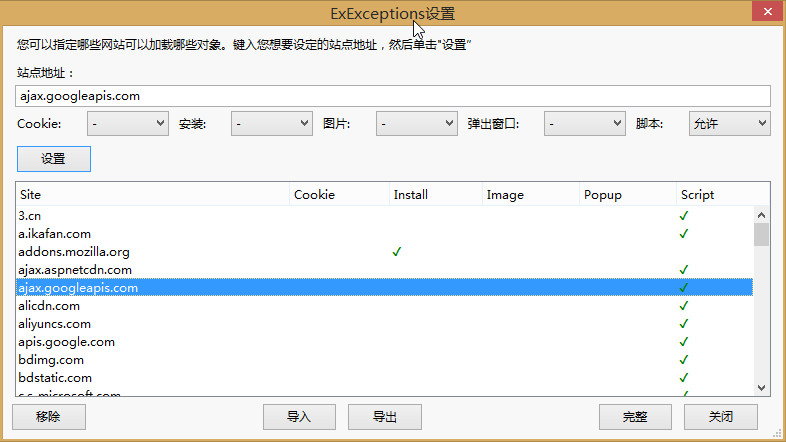 ExExceptions设置
您可以指定哪些网站可以加载哪些对象。键入您想要设定的站点地址，然后单击"设置"
站点地址：
ajax.googleapis.com
Cookie: - 安装: - 图片: - 弹出窗口: - 脚本: 允许
设置
Site Cookie Install Image Popup Script
3.cn ✓
a.ikafan.com ✓
addons.mozilla.org ✓
ajax.aspnetcdn.com ✓
ajax.googleapis.com ✓
alicdn.com ✓
aliyuncs.com ✓
apis.google.com ✓
bdimg.com ✓
bdstatic.com ✓
c.s-microsoft.com ✓
移除 导入 导出 完整 关闭